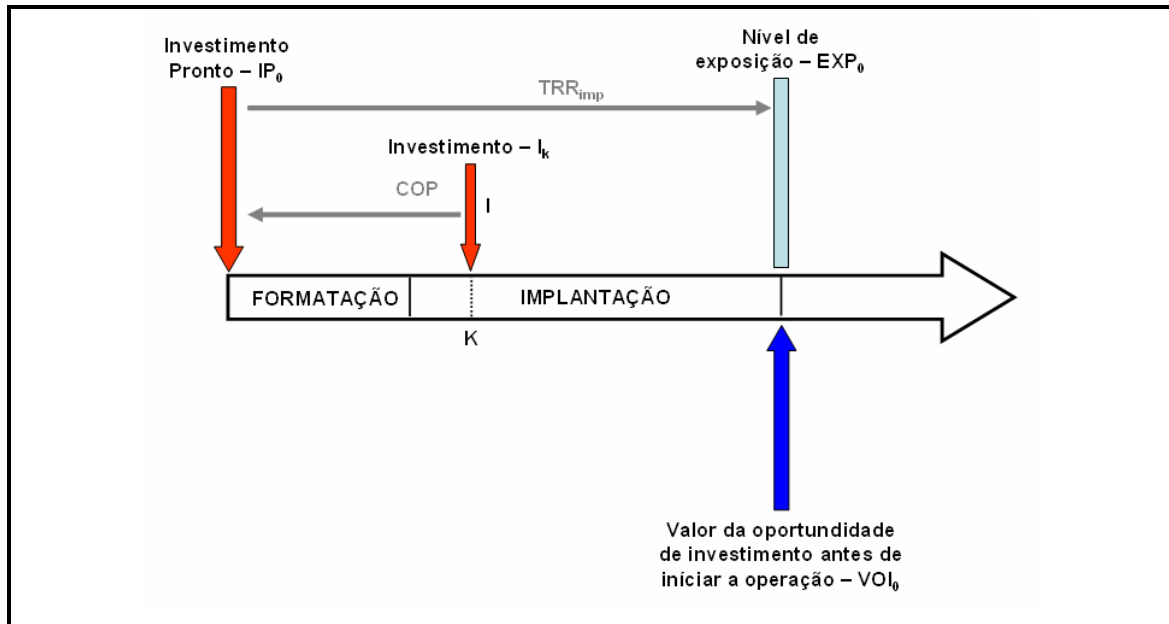 Investimento
Pronto – IP₀
Nível de
exposição – EXP₀
TRRimp
Investimento – Iₖ
COP
I
FORMATAÇÃO
IMPLANTAÇÃO
K
Valor da oportundidade
de investimento antes de
iníciar a operação – VOI₀